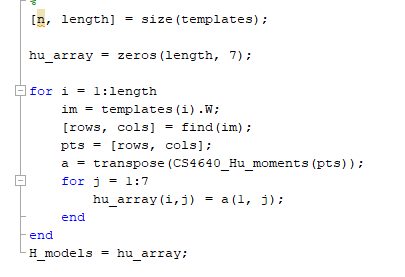 %
[n, length] = size(templates);
hu_array = zeros(length, 7);
for i = 1:length
im = templates(i).W;
[rows, cols] = find(im);
pts = [rows, cols];
a = transpose(CS4640_Hu_moments(pts));
for j = 1:7
hu_array(i,j) = a(1, j);
end
end
H_models = hu_array;